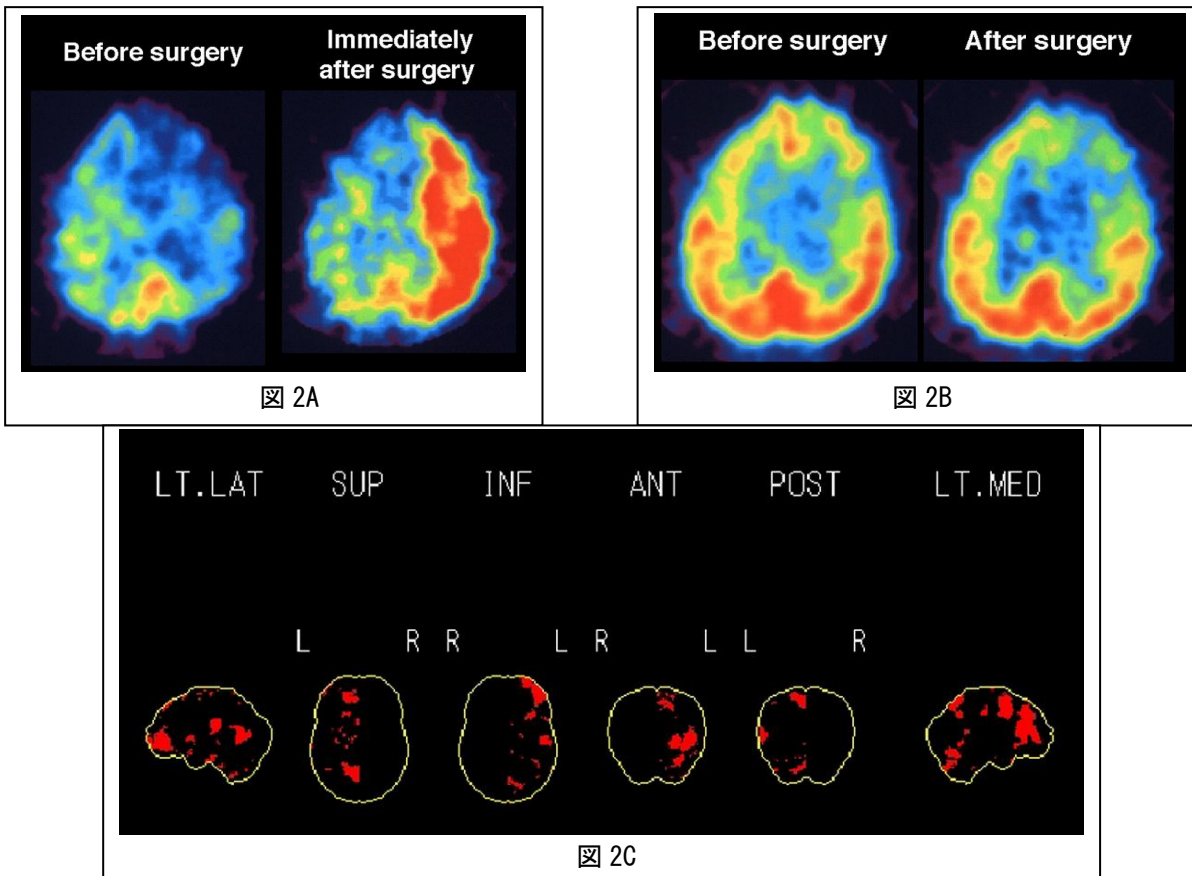 Before surgery
Immediately
after surgery
図 2A
Before surgery
After surgery
図 2B
LT.LAT SUP INF ANT POST LT.MED
L R R L R L L R
図 2C